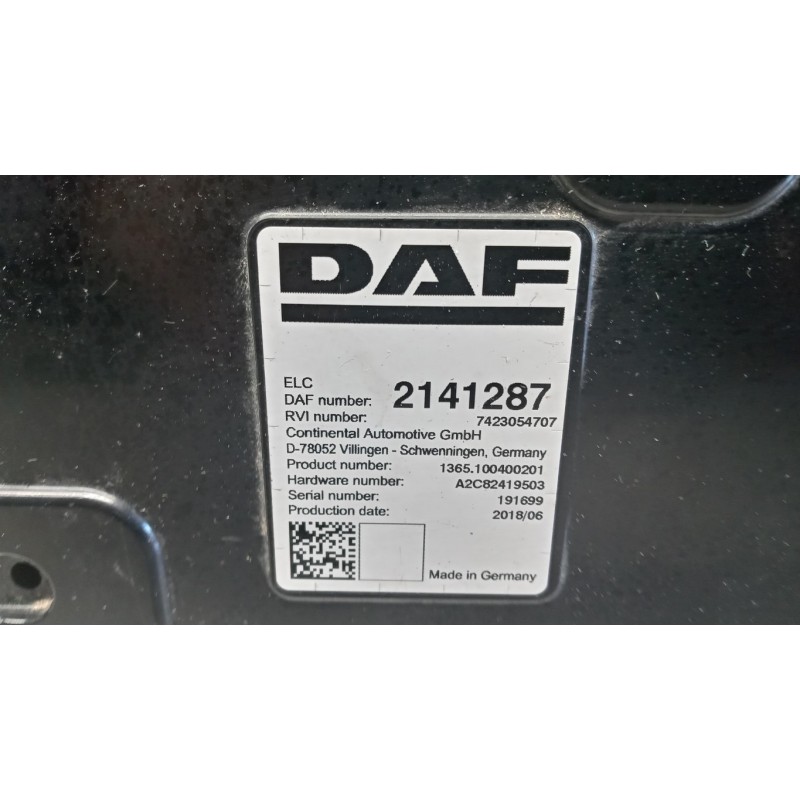 DAF
ELC
DAF number: 2141287
RVI number: 7423054707
Continental Automotive GmbH
D-78052 Villingen - Schwenningen, Germany
Product number: 1365.100400201
Hardware number: A2C82419503
Serial number: 191699
Production date: 2018/06
Made in Germany